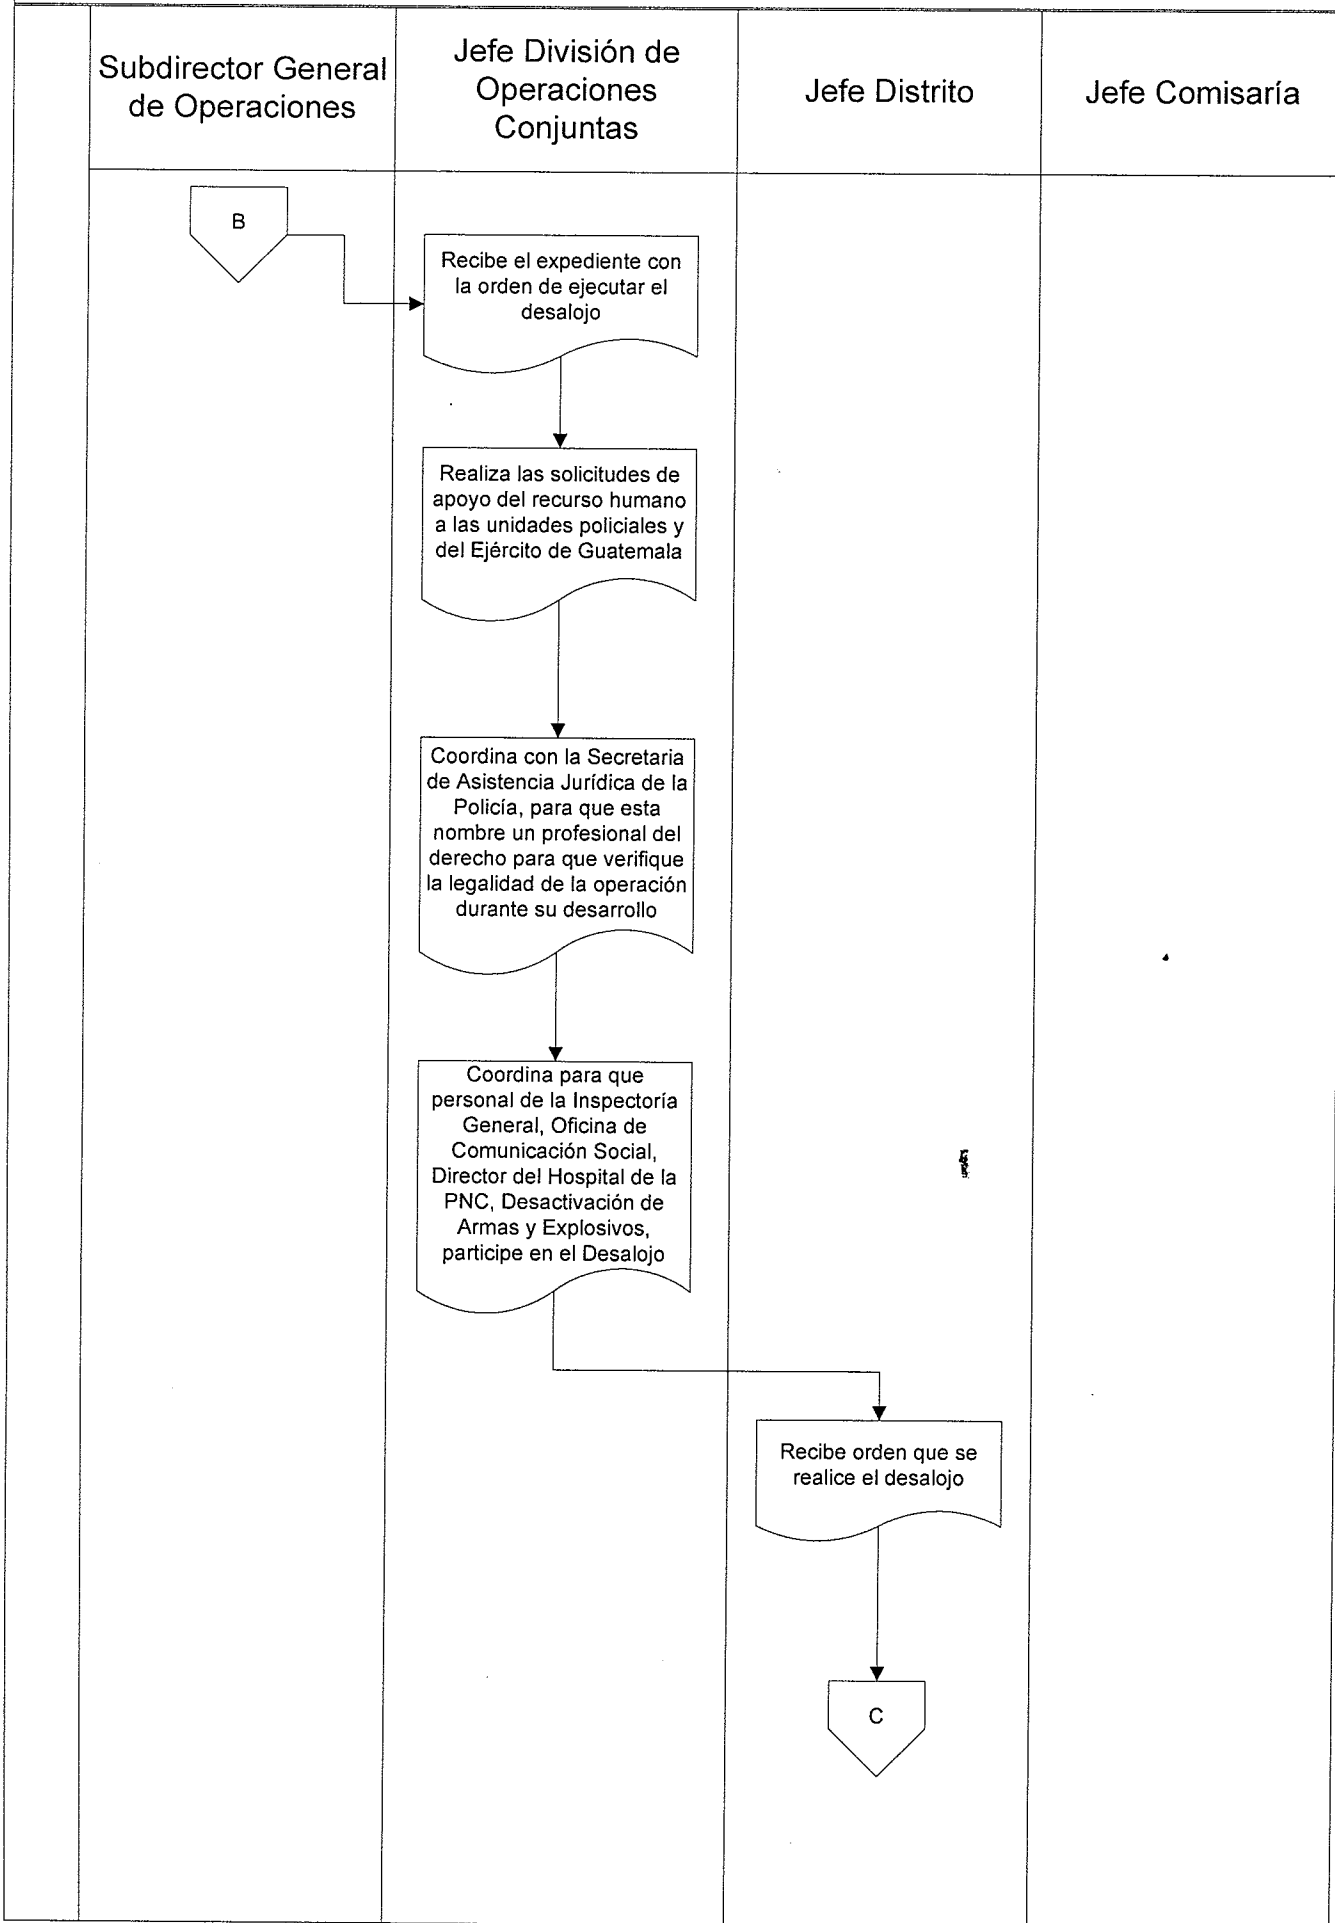 Subdirector General
de Operaciones
Jefe División de
Operaciones
Conjuntas
Jefe Distrito
Jefe Comisaría
B
Recibe el expediente con
la orden de ejecutar el
desalojo
Realiza las solicitudes de
apoyo del recurso humano
a las unidades policiales y
del Ejército de Guatemala
Coordina con la Secretaria
de Asistencia Jurídica de la
Policía, para que esta
nombre un profesional del
derecho para que verifique
la legalidad de la operación
durante su desarrollo
Coordina para que
personal de la Inspectoría
General, Oficina de
Comunicación Social,
Director del Hospital de la
PNC, Desactivación de
Armas y Explosivos,
participe en el Desalojo
Recibe orden que se
realice el desalojo
C